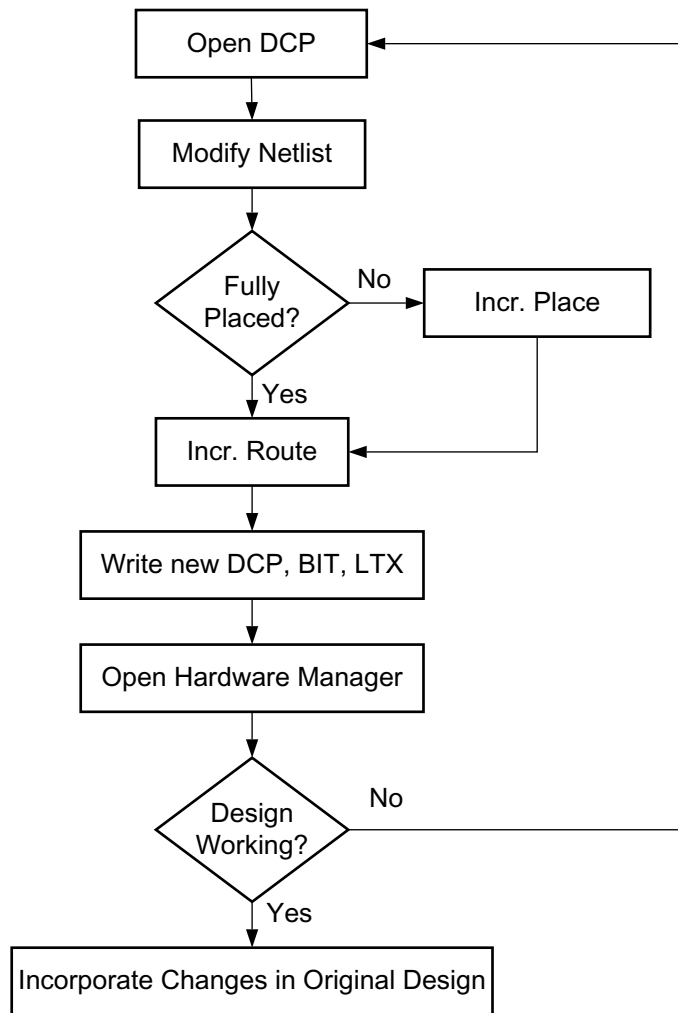 Open DCP
Modify Netlist
Fully
Placed?
No
Incr. Place
Yes
Incr. Route
Write new DCP, BIT, LTX
Open Hardware Manager
Design
Working?
No
Yes
Incorporate Changes in Original Design